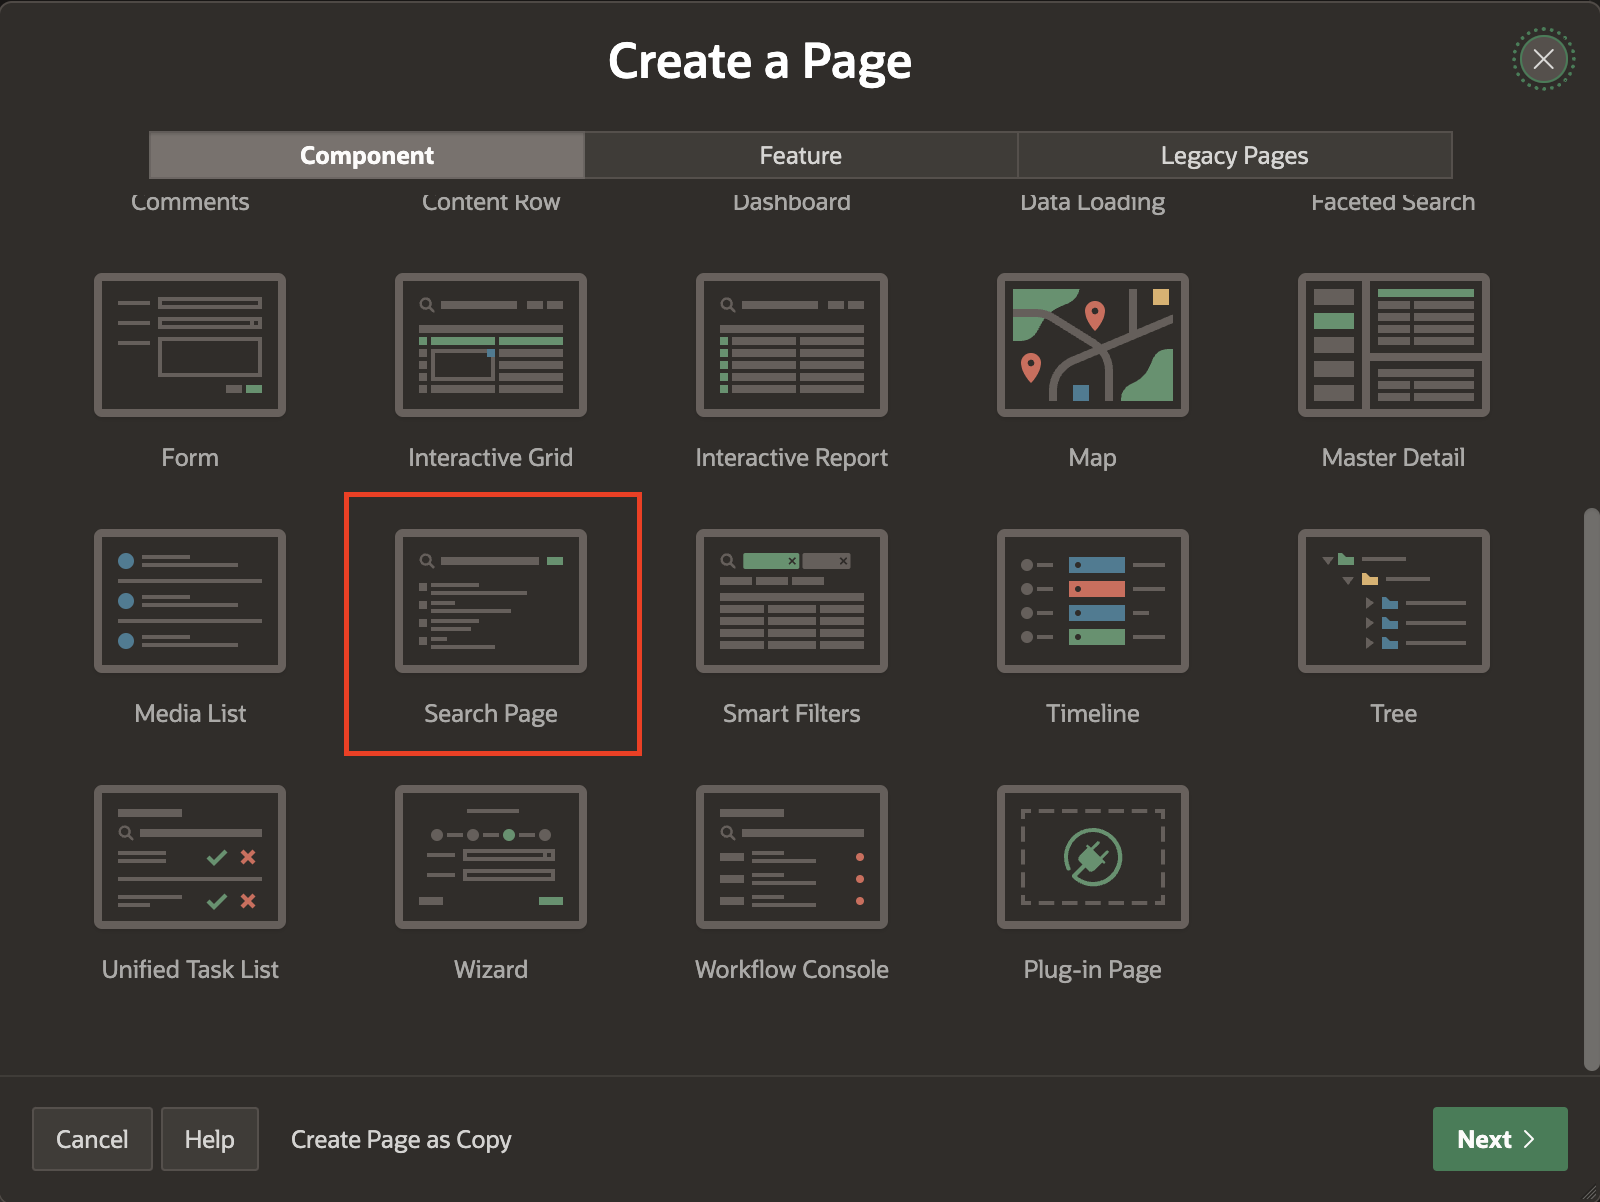 Create a Page
Component
Feature
Legacy Pages
Comments
Content Row
Dashboard
Data Loading
Faceted Search
Form
Interactive Grid
Interactive Report
Map
Master Detail
Media List
Search Page
Smart Filters
Timeline
Tree
Unified Task List
Wizard
Workflow Console
Plug-in Page
Cancel
Help
Create Page as Copy
Next